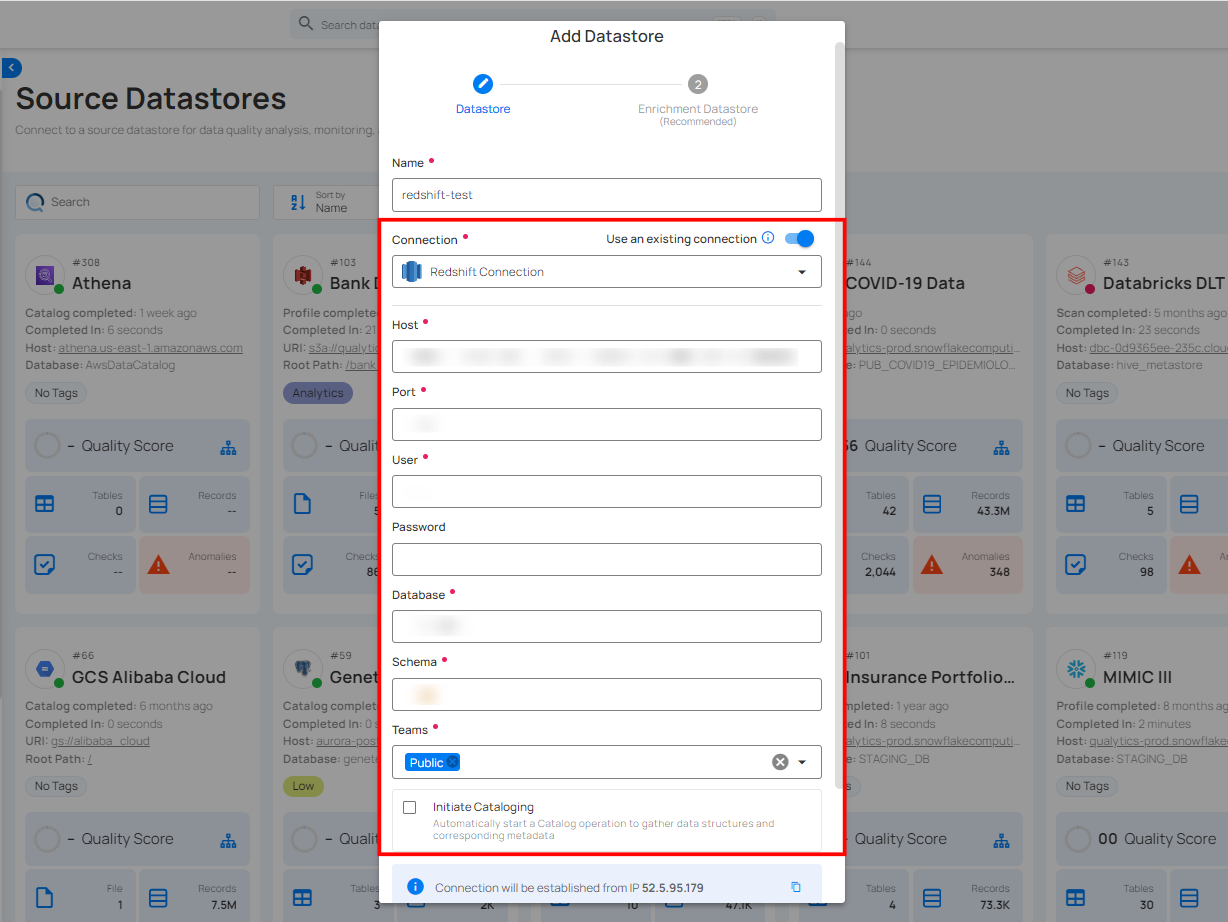 Search data
Add Datastore
2
Datastore
Enrichment Datastore
(Recommended)
Source Datastores
Connect to a source datastore for data quality analysis, monitoring,
Search
Sort by
Name
Name
redshift-test
Connection
Use an existing connection
Redshift Connection
Host
Port
User
Password
Database
Schema
Teams
Public
Initiate Cataloging
Automatically start a Catalog operation to gather data structures and
corresponding metadata
Connection will be established from IP 52.5.95.179
#308
Athena
Catalog completed: 1 week ago
Completed In: 6 seconds
Host: athena.us-east-1.amazonaws.com
Database: AwsDataCatalog
No Tags
– Quality Score
Tables
0
Records
--
Checks
--
Anomalies
--
#103
Bank D
Profile complete
Completed In: 21
URI: s3a://qualytic
Root Path: /bank
Analytics
– Quali
File
5
Check
86
#144
COVID-19 Data
ago
ed In: 0 seconds
alytics-prod.snowflakecomputi...
e: PUB_COVID19_EPIDEMIOLO...
56 Quality Score
Tables
42
Records
43.3M
Checks
2,044
Anomalies
348
#143
Databricks DLT
Scan completed: 5 months ago
Completed In: 23 seconds
Host: dbc-0d9365ee-235c.clou
Database: hive_metastore
No Tags
– Quality Score
Tables
5
Checks
98
An
#66
GCS Alibaba Cloud
Catalog completed: 6 months ago
Completed In: 0 seconds
URI: gs://alibaba_cloud
Root Path: /
No Tags
– Quality Score
File
1
Records
7.5M
#59
Genet
Catalog complet
Completed In: 0 s
Host: aurora-pos
Database: genete
Low
– Quali
Tables
3
2K
10
47.1K
#101
Insurance Portfolio...
mpleted: 1 year ago
ed In: 8 seconds
alytics-prod.snowflakecomputi...
e: STAGING_DB
s
Quality Score
Tables
4
Records
73.3K
#119
MIMIC III
Profile completed: 8 months ago
Completed In: 2 minutes
Host: qualytics-prod.snowflake
Database: STAGING_DB
No Tags
00 Quality Score
Tables
30